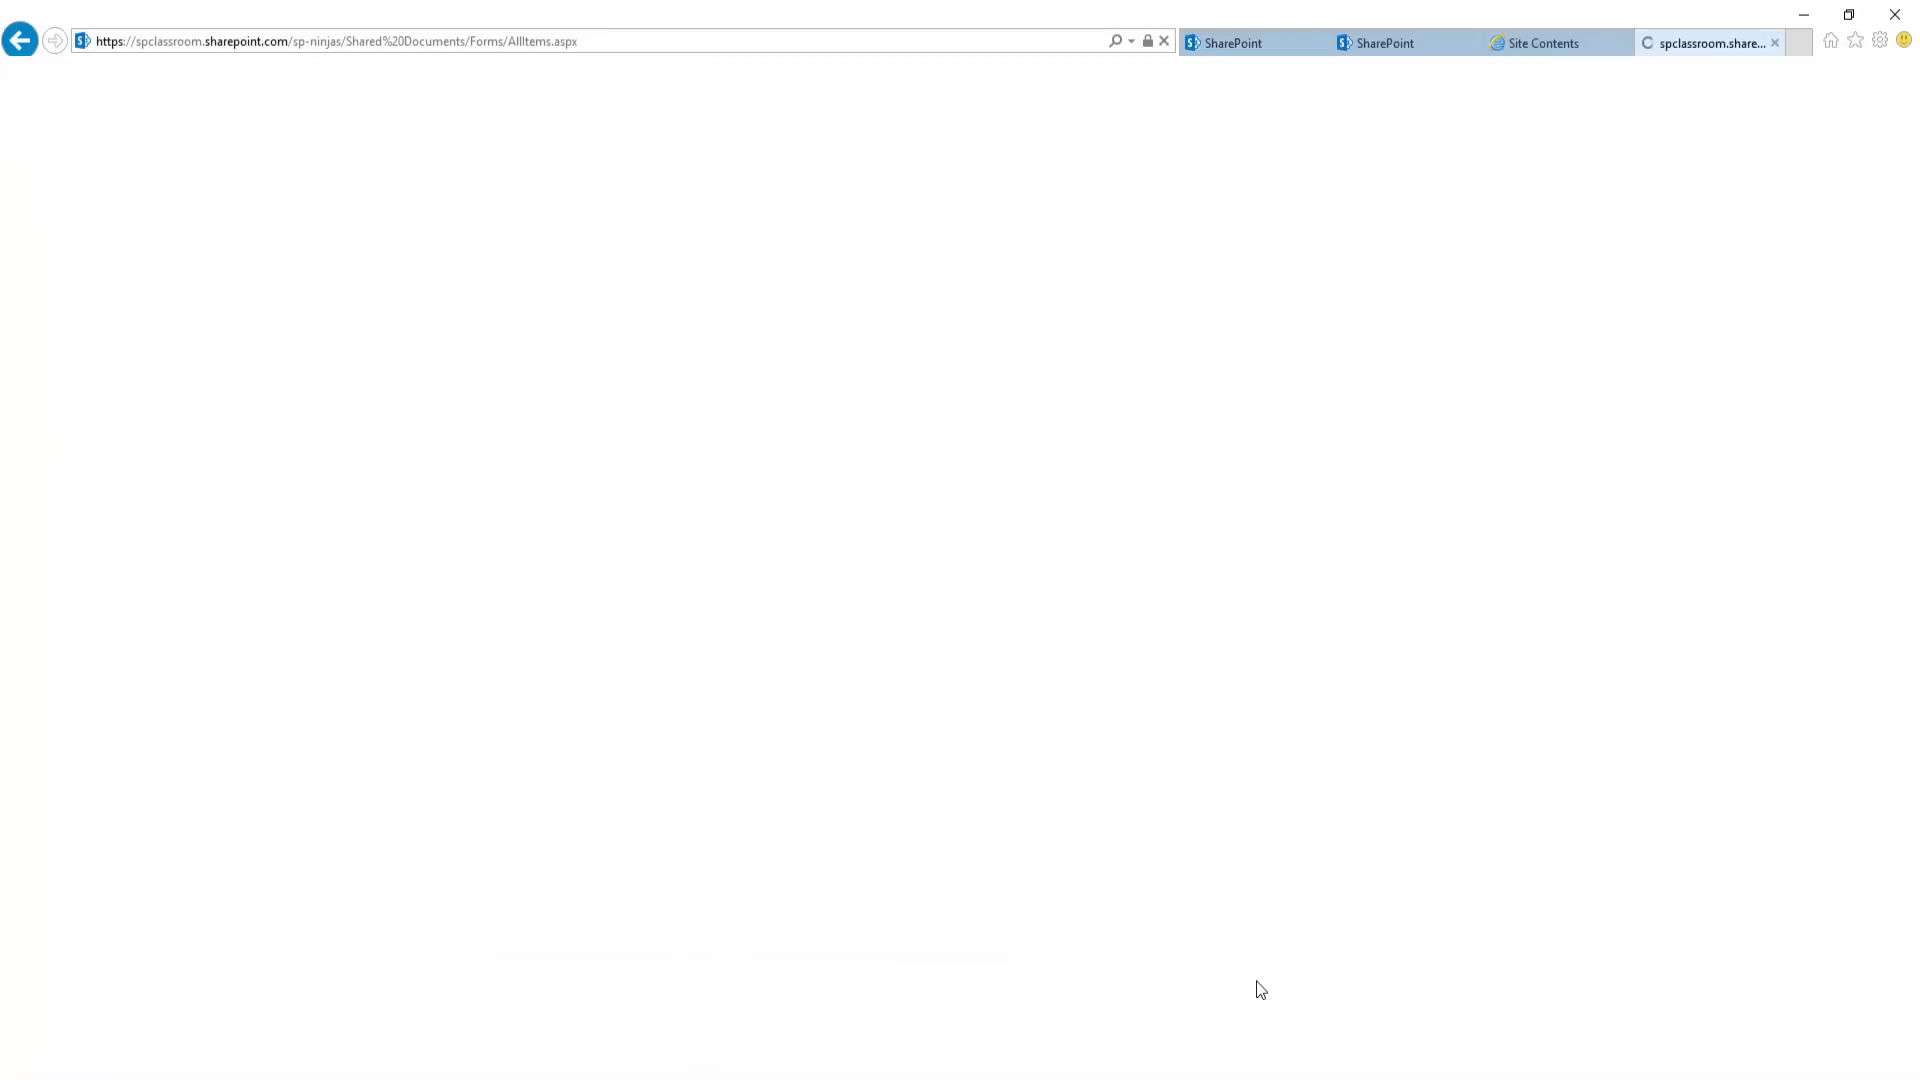 https://spclassroom.sharepoint.com/sp-ninjas/Shared%20Documents/Forms/AllItems.aspx
SharePoint
SharePoint
Site Contents
spclassroom.share...